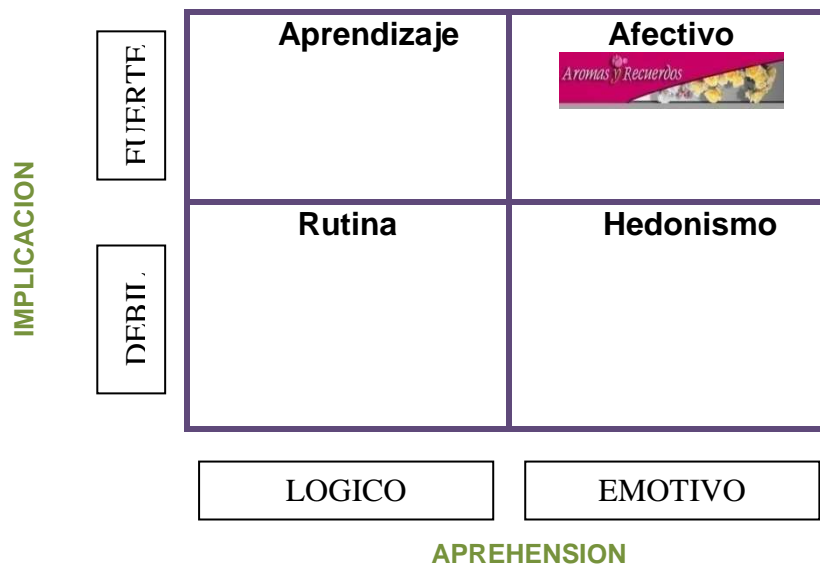 Aprendizaje
Afectivo
Aromas y Recuerdos
FUERTE
IMPLICACION
Rutina
Hedonismo
DEBIL
LOGICO
EMOTIVO
APREHENSION